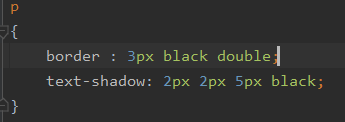 p
{
border : 3px black double;
text-shadow: 2px 2px 5px black;
}